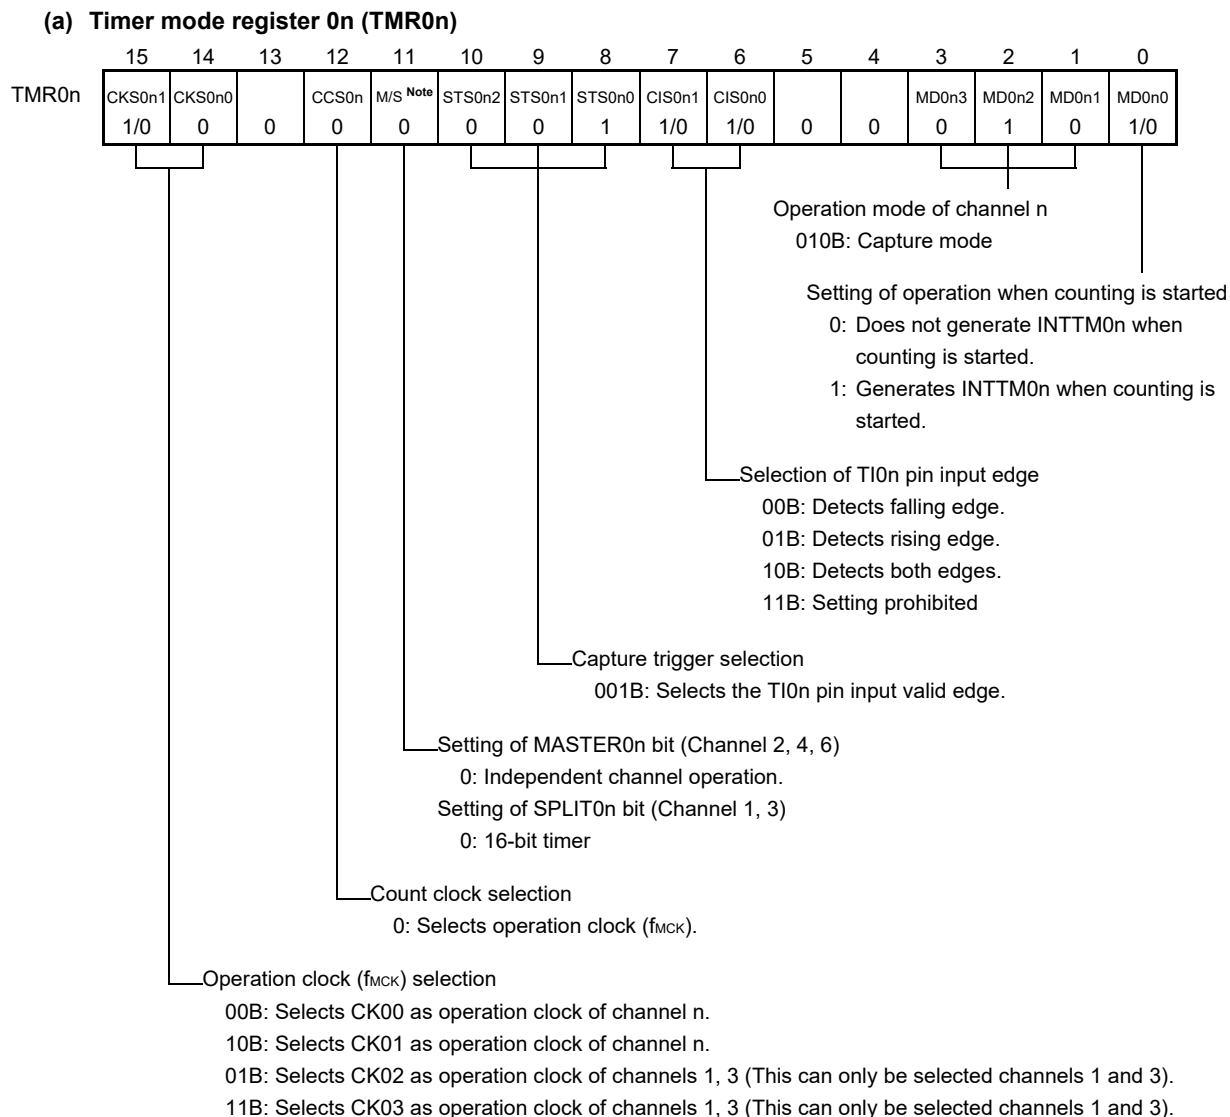 (a) Timer mode register 0n (TMR0n)
15 14 13 12 11 10 9 8 7 6 5 4 3 2 1 0
TMR0n CKS0n1 CKS0n0 CCS0n M/S Note STS0n2 STS0n1 STS0n0 CIS0n1 CIS0n0 MD0n3 MD0n2 MD0n1 MD0n0
1/0 0 0 0 0 0 0 1 1/0 1/0 0 0 0 1 0 1/0
Operation mode of channel n
010B: Capture mode
Setting of operation when counting is started
0: Does not generate INTTM0n when
counting is started.
1: Generates INTTM0n when counting is
started.
Selection of TI0n pin input edge
00B: Detects falling edge.
01B: Detects rising edge.
10B: Detects both edges.
11B: Setting prohibited
Capture trigger selection
001B: Selects the TI0n pin input valid edge.
Setting of MASTER0n bit (Channel 2, 4, 6)
0: Independent channel operation.
Setting of SPLIT0n bit (Channel 1, 3)
0: 16-bit timer
Count clock selection
0: Selects operation clock (fMCK).
Operation clock (fMCK) selection
00B: Selects CK00 as operation clock of channel n.
10B: Selects CK01 as operation clock of channel n.
01B: Selects CK02 as operation clock of channels 1, 3 (This can only be selected channels 1 and 3).
11B: Selects CK03 as operation clock of channels 1, 3 (This can only be selected channels 1 and 3).